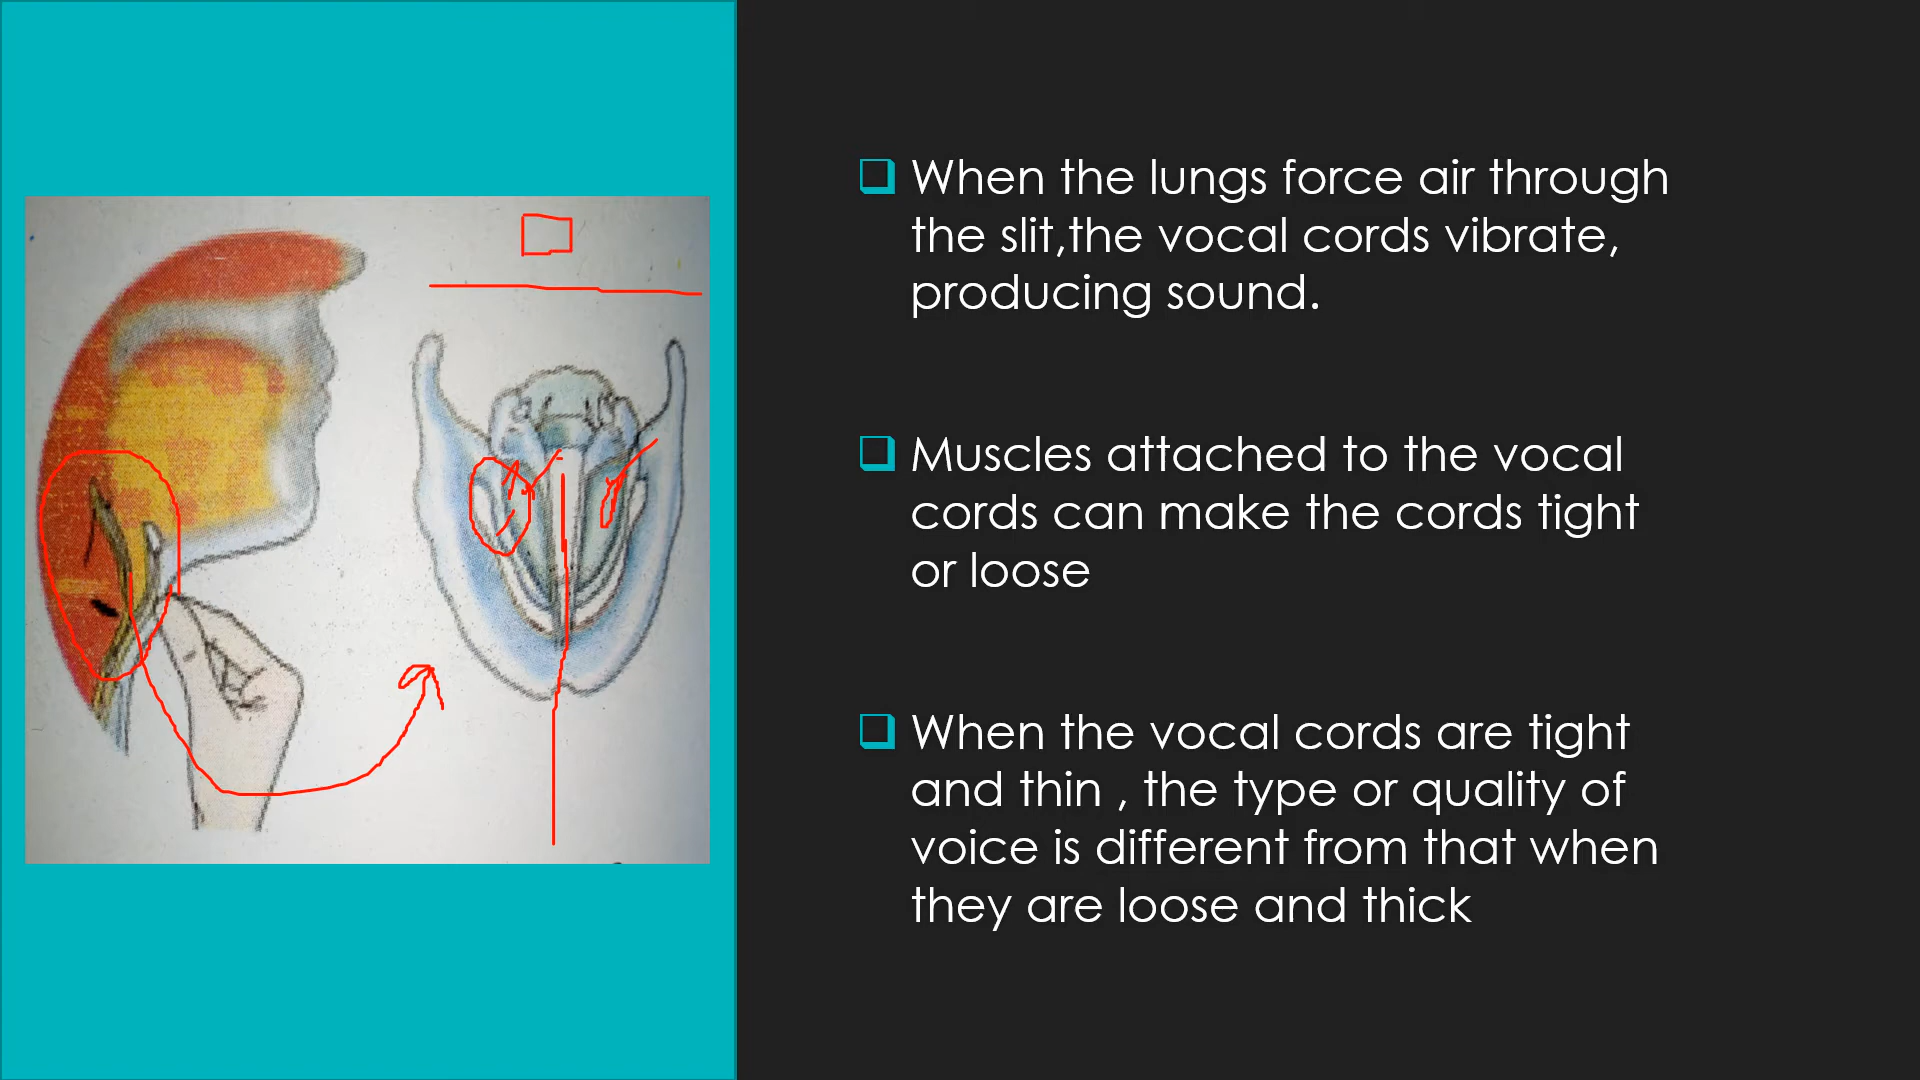 When the lungs force air through
the slit,the vocal cords vibrate,
producing sound.
Muscles attached to the vocal
cords can make the cords tight
or loose
When the vocal cords are tight
and thin , the type or quality of
voice is different from that when
they are loose and thick